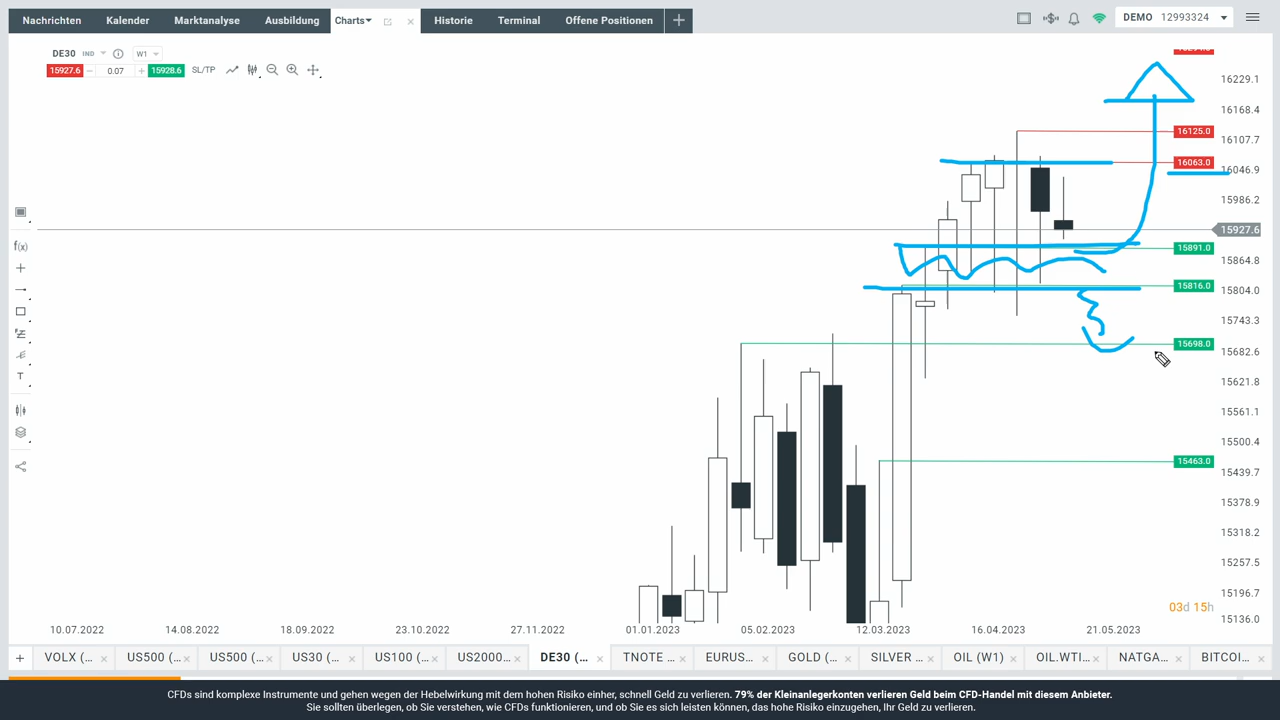 Nachrichten Kalender Marktanalyse Ausbildung Charts Historie Terminal Offene Positionen DEMO 12993324
DE30 IND W1
15927.6 0.07 15928.6 SL/TP
16229.1
16168.4
16125.0
16107.7
16063.0
16046.9
15986.2
15927.6
15891.0
15864.8
15816.0
15804.0
15743.3
15698.0
15682.6
15621.8
15561.1
15500.4
15463.0
15439.7
15378.9
15318.2
15257.5
15196.7
15136.0
f(x)
T
03d 15h
10.07.2022 14.08.2022 18.09.2022 23.10.2022 27.11.2022 01.01.2023 05.02.2023 12.03.2023 16.04.2023 21.05.2023
VOLX (... US500 (... US500 (... US30 (... US100 (... US2000... DE30 (... TNOTE ... EURUS... GOLD (... SILVER ... OIL (W1) OIL.WTI... NATGA... BITCOI...
CFDs sind komplexe Instrumente und gehen wegen der Hebelwirkung mit dem hohen Risiko einher, schnell Geld zu verlieren. 79% der Kleinanlegerkonten verlieren Geld beim CFD-Handel mit diesem Anbieter.
Sie sollten überlegen, ob Sie verstehen, wie CFDs funktionieren, und ob Sie es sich leisten können, das hohe Risiko einzugehen, Ihr Geld zu verlieren.